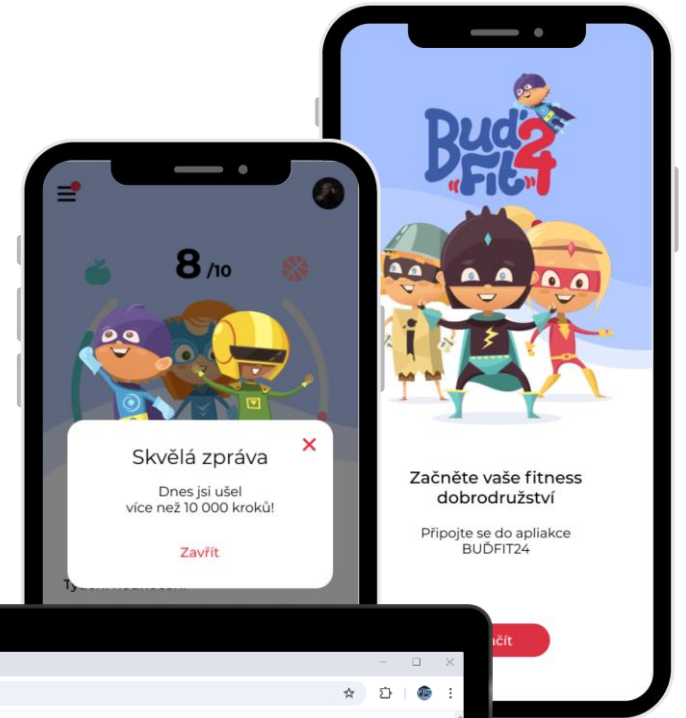 8 /10
Skvělá zpráva
Dnes jsi ušel
více než 10 000 kroků!
Zavřít
Buď
Fit 24
Začněte vaše fitness
dobrodružství
Připojte se do apliakce
BUĎFIT24